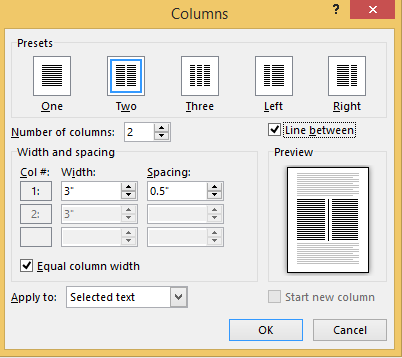 Columns
?
Presets
One Two Three Left Right
Number of columns: 2
Line between
Width and spacing
Preview
Col #: Width: Spacing:
1: 3" 0.5"
2: 3"
Equal column width
Apply to: Selected text
Start new column
OK Cancel